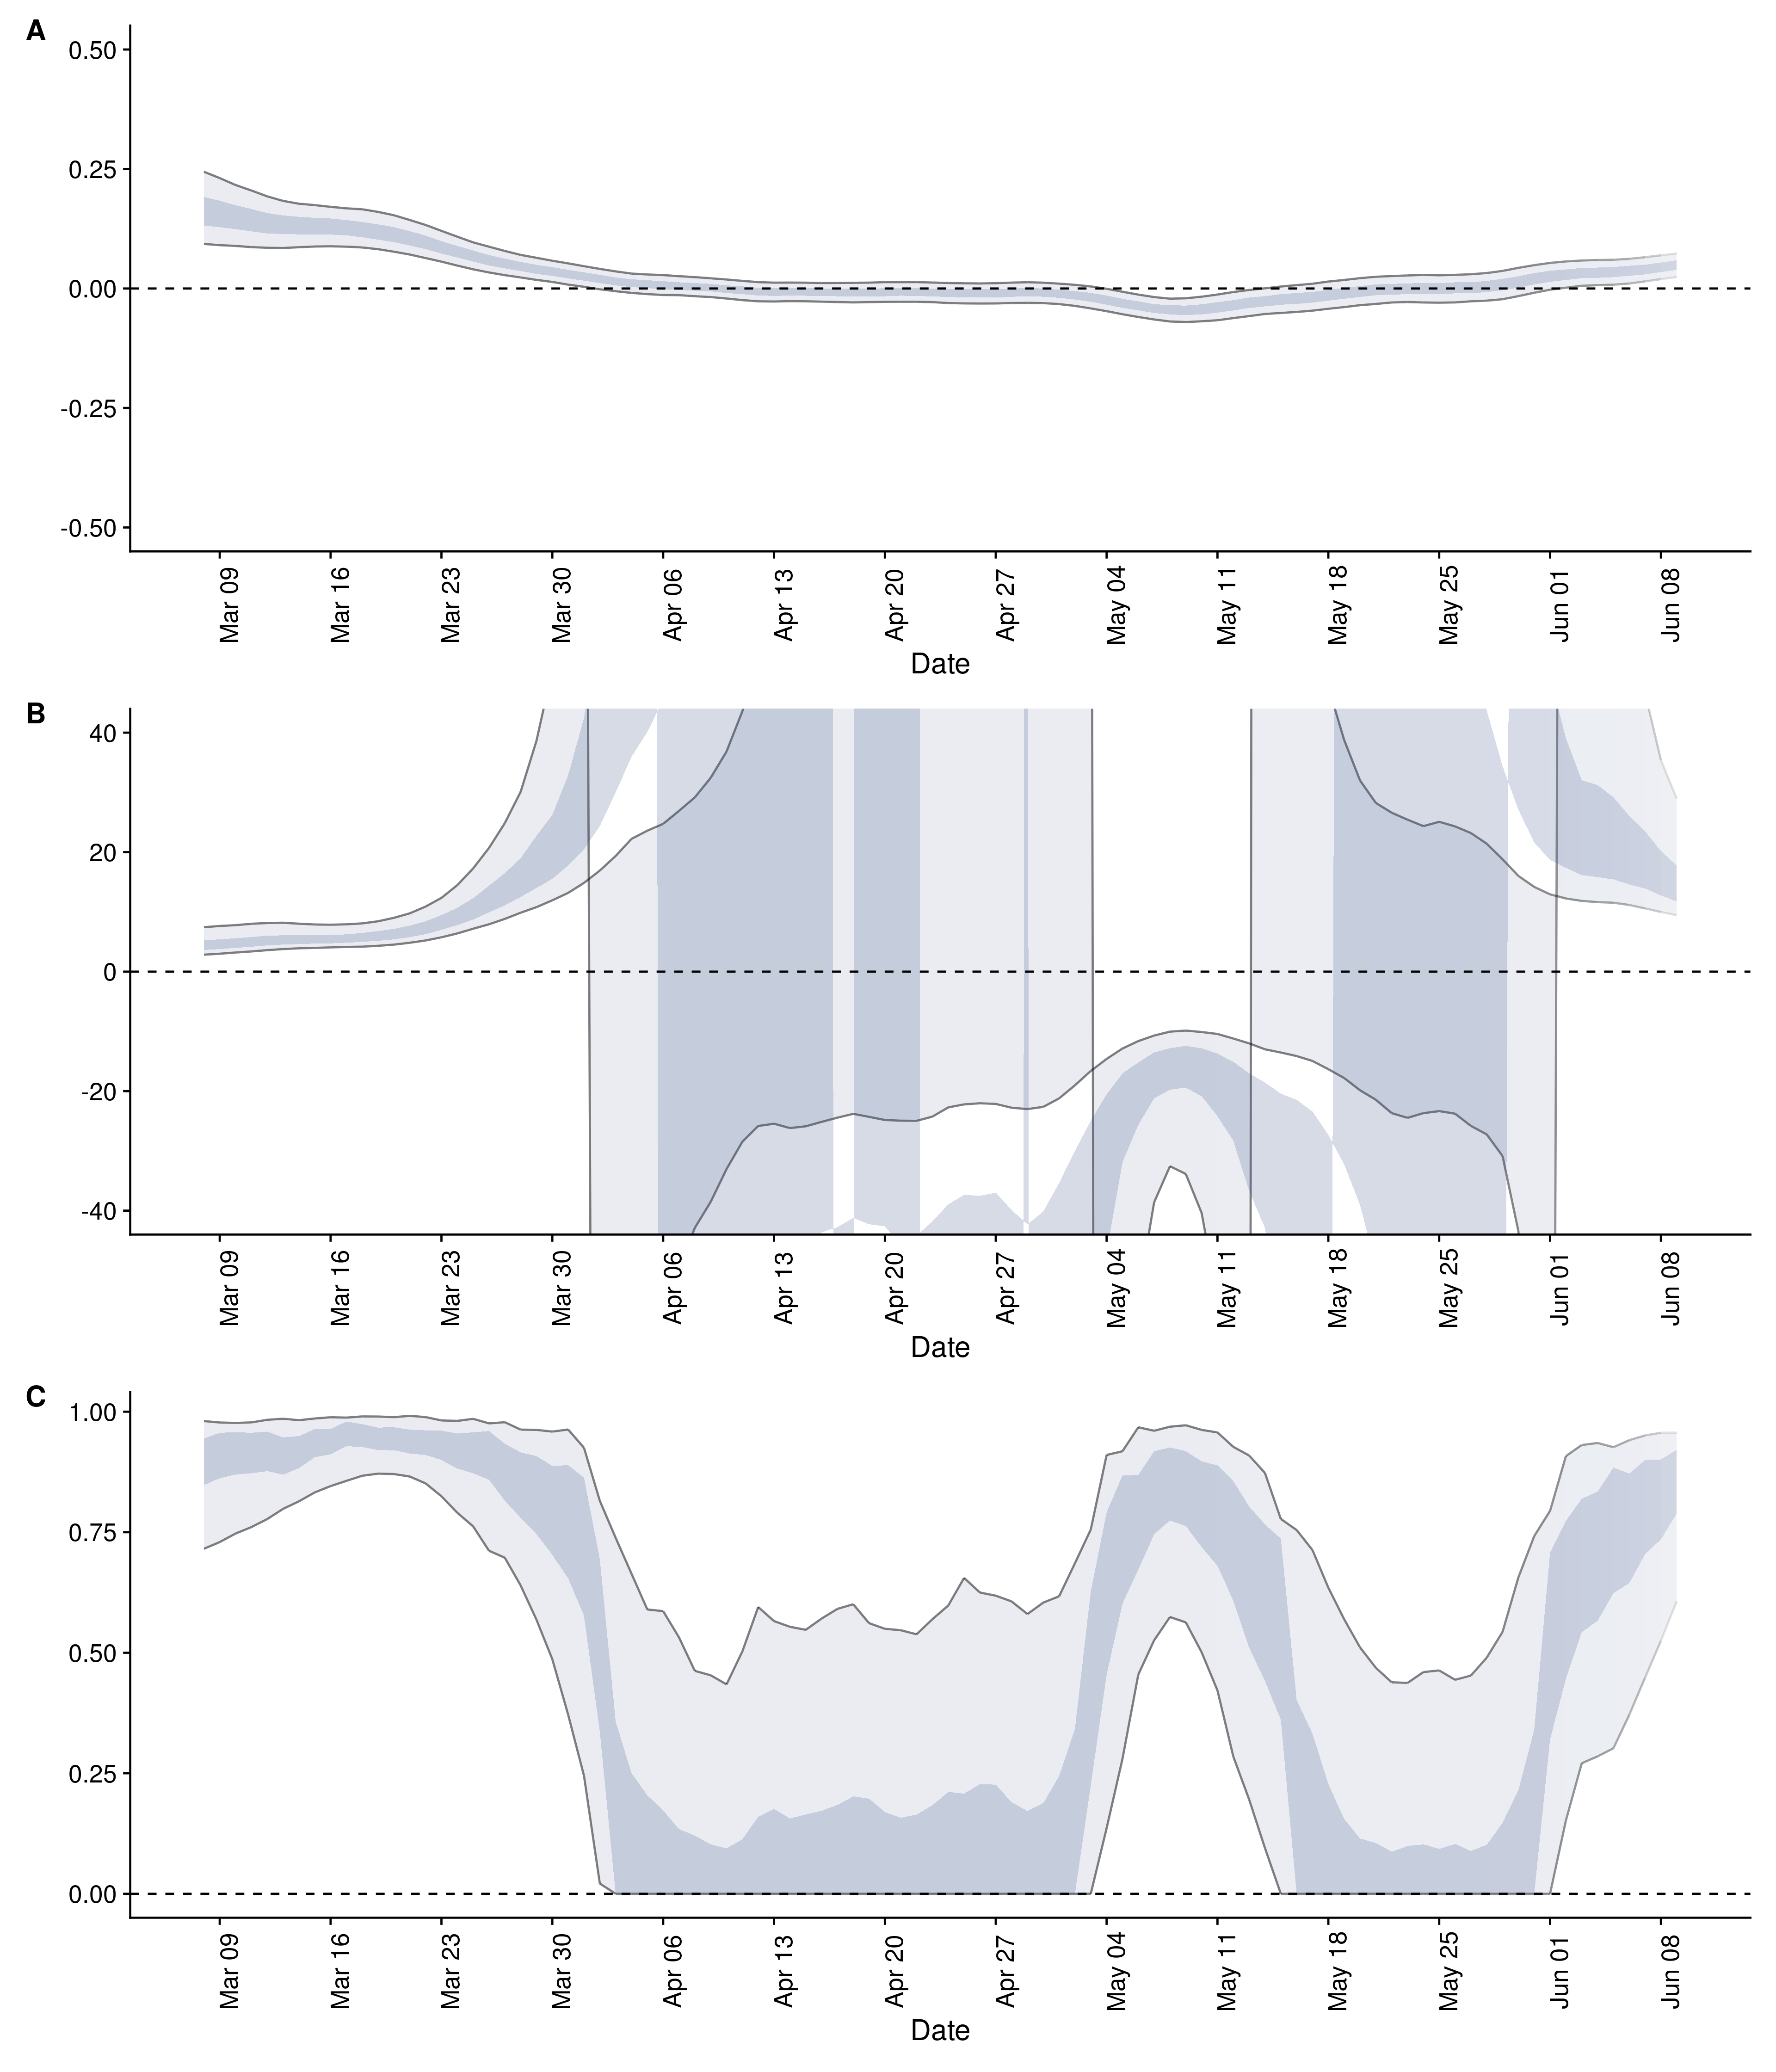 A
0.50
0.25
0.00
-0.25
-0.50
Mar 09
Mar 16
Mar 23
Mar 30
Apr 06
Apr 13
Apr 20
Apr 27
May 04
May 11
May 18
May 25
Jun 01
Jun 08
Date
B
40
20
0
-20
-40
Mar 09
Mar 16
Mar 23
Mar 30
Apr 06
Apr 13
Apr 20
Apr 27
May 04
May 11
May 18
May 25
Jun 01
Jun 08
Date
C
1.00
0.75
0.50
0.25
0.00
Mar 09
Mar 16
Mar 23
Mar 30
Apr 06
Apr 13
Apr 20
Apr 27
May 04
May 11
May 18
May 25
Jun 01
Jun 08
Date